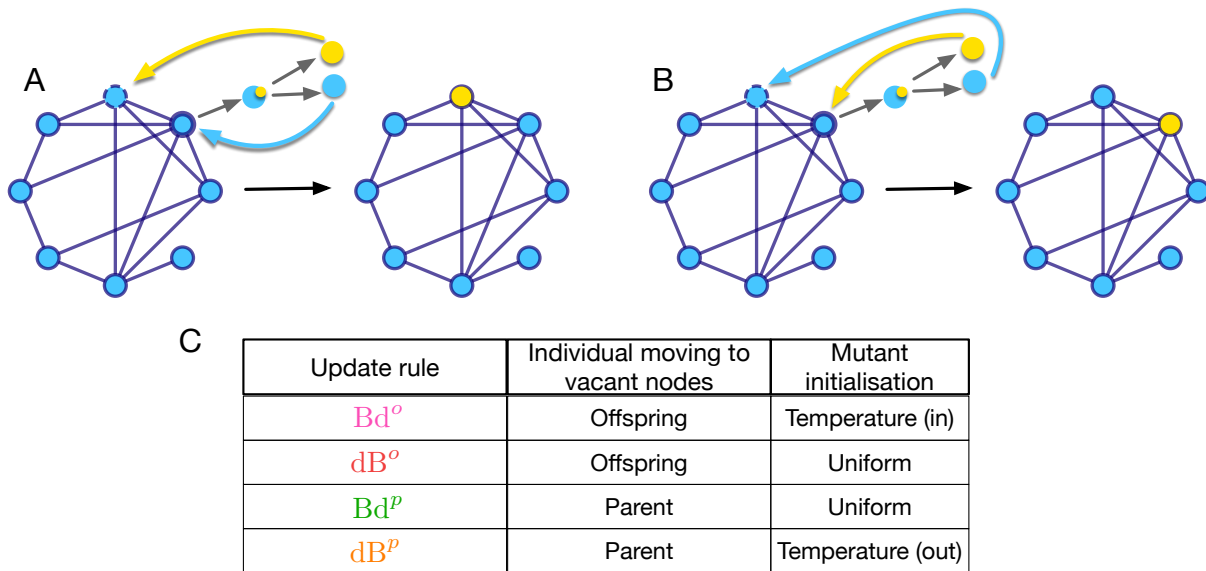 A
B
C
Update rule
Individual moving to
vacant nodes
Mutant
initialisation
Bd^o
Offspring
Temperature (in)
dB^o
Offspring
Uniform
Bd^p
Parent
Uniform
dB^p
Parent
Temperature (out)